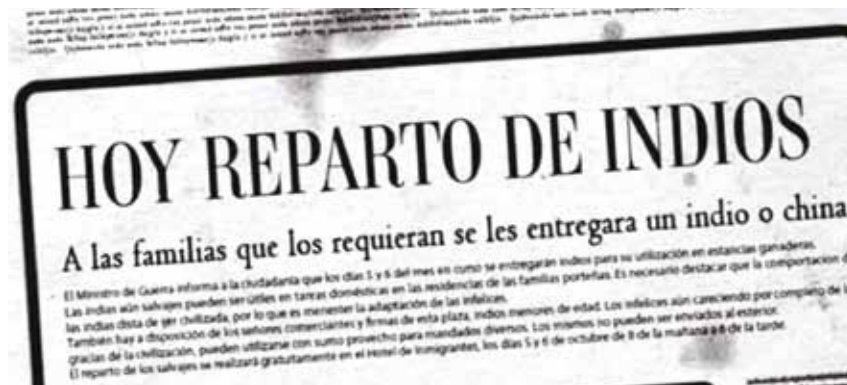 HOY REPARTO DE INDIOS
A las familias que los requieran se les entregara un indio o china
El Ministro de Guerra informa a la ciudadanía que los días 5 y 6 del mes en curso se entregarán indios para su utilización en estancias ganaderas.
Las indias aún salvajes pueden ser útiles en tareas domésticas en las residencias de las familias porteñas. Es necesario destacar que la comportacion d
las indias dista de ser civilizada, por lo que es menester la adaptación de las infelices.
También hay a disposición de los señores comerciantes y firmas de esta plaza, indios menores de edad. Los infelices aún careciendo por completo de l
gracias de la civilización, pueden utilizarse con sumo provecho para mandados diversos. Los mismos no pueden ser enviados al exterior.
El reparto de los salvajes se realizará gratuitamente en el Hotel de Inmigrantes, los días 5 y 6 de octubre de 8 de la mañana a 6 de la tarde.